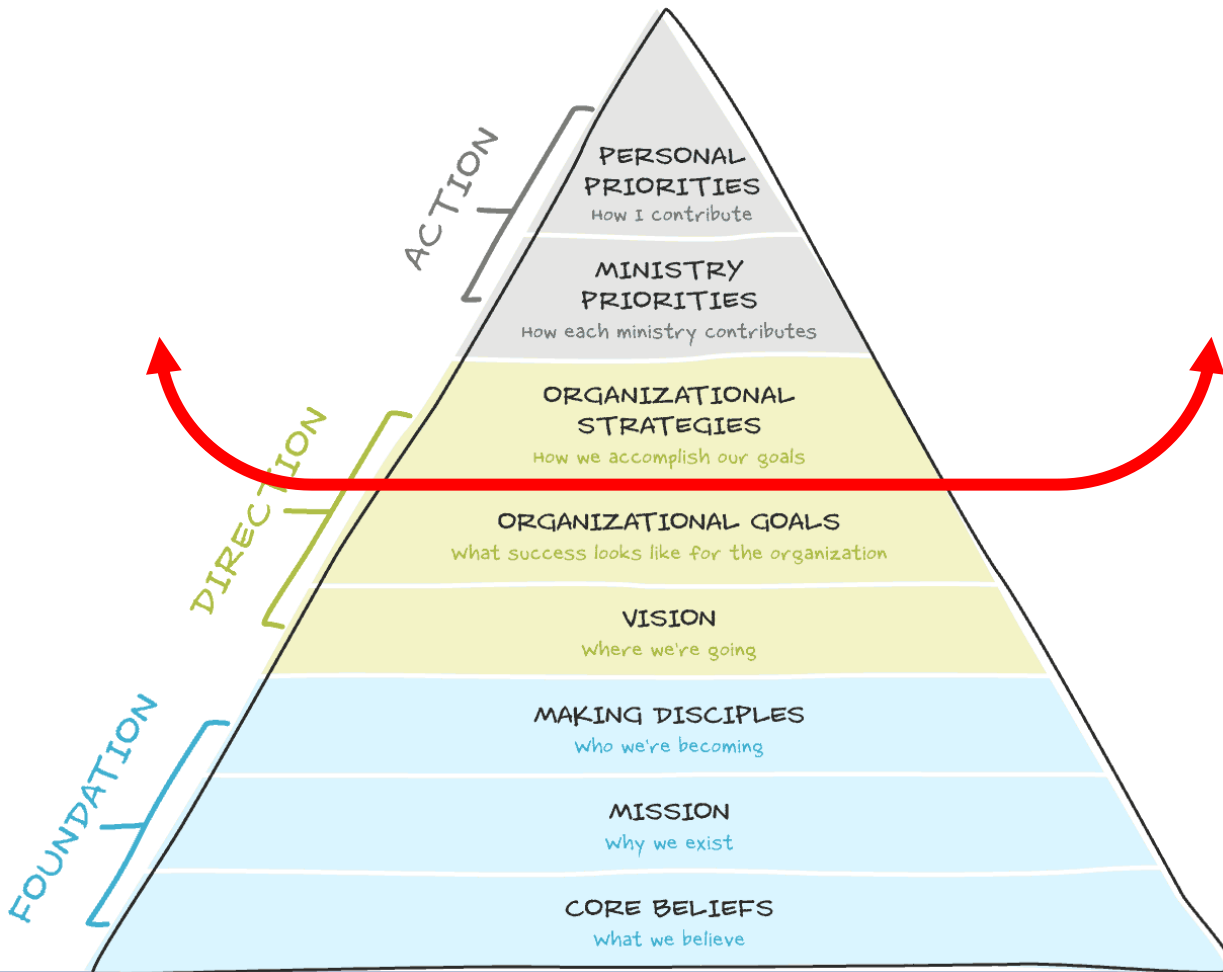 ACTION
PERSONAL
PRIORITIES
How I contribute
MINISTRY
PRIORITIES
How each ministry contributes
DIRECTION
ORGANIZATIONAL
STRATEGIES
How we accomplish our goals
ORGANIZATIONAL GOALS
What success looks like for the organization
VISION
Where we're going
FOUNDATION
MAKING DISCIPLES
Who we're becoming
MISSION
Why we exist
CORE BELIEFS
What we believe